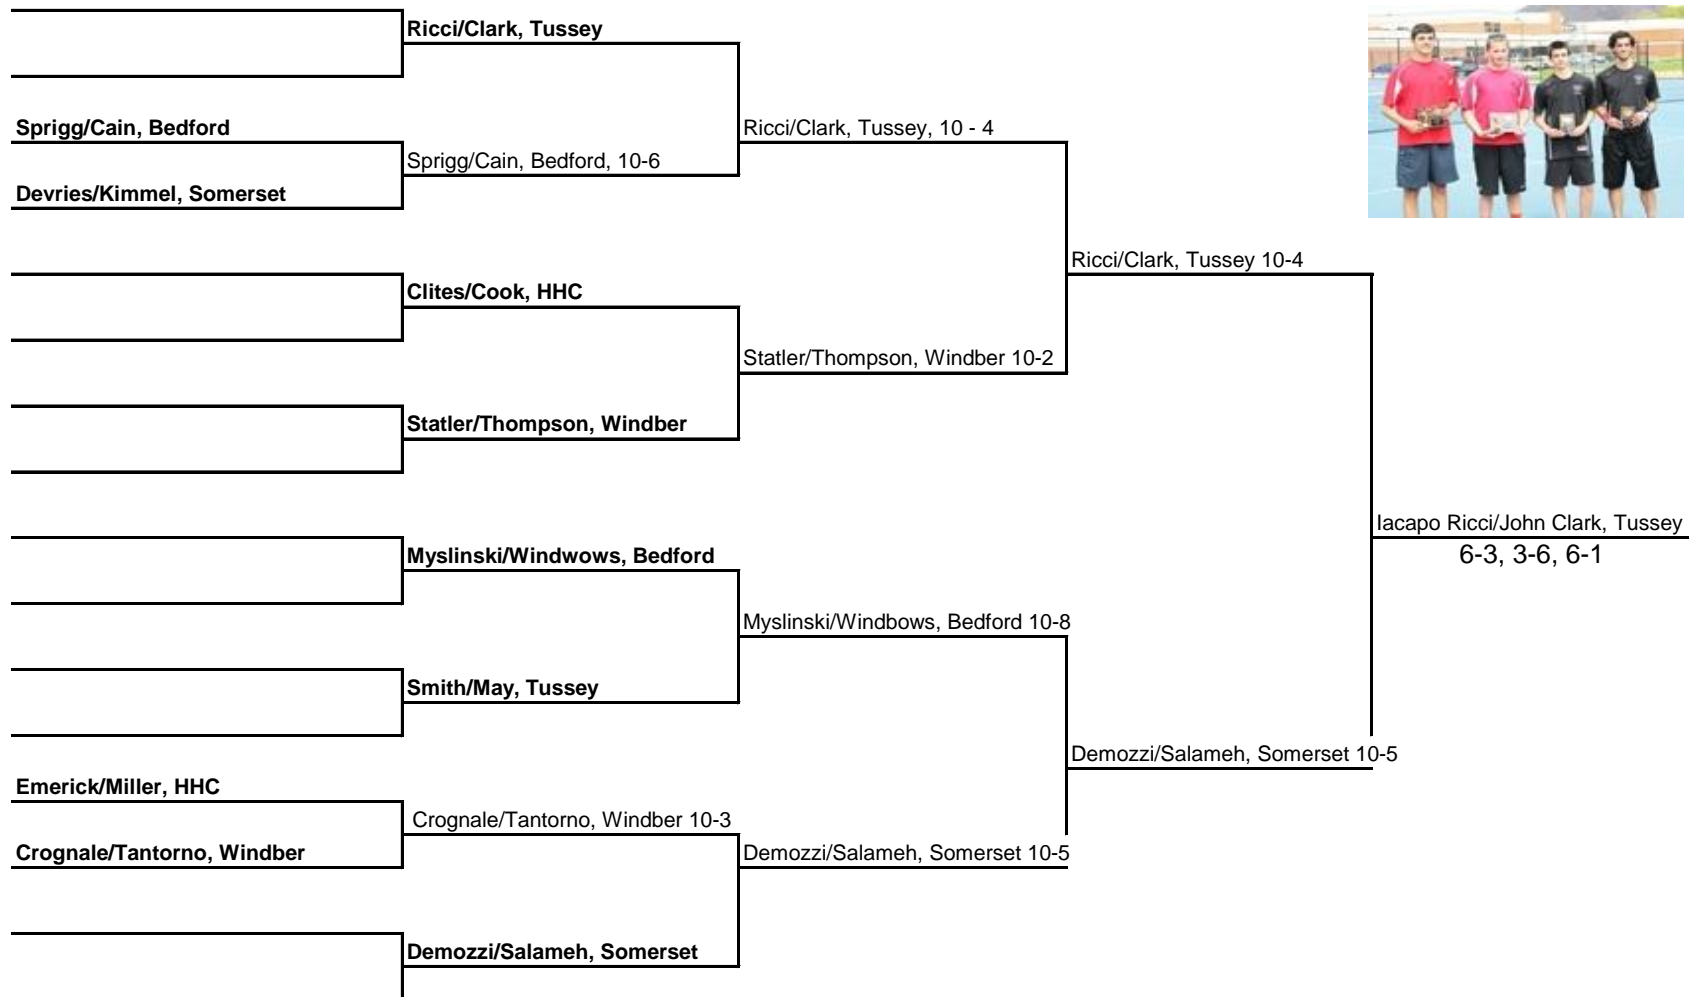 Ricci/Clark, Tussey
Sprigg/Cain, Bedford
Ricci/Clark, Tussey, 10 - 4
Sprigg/Cain, Bedford, 10-6
Devries/Kimmel, Somerset
Ricci/Clark, Tussey 10-4
Clites/Cook, HHC
Statler/Thompson, Windber 10-2
Statler/Thompson, Windber
Iacapo Ricci/John Clark, Tussey
6-3, 3-6, 6-1
Myslinski/Windwows, Bedford
Myslinski/Windbows, Bedford 10-8
Smith/May, Tussey
Demozzi/Salameh, Somerset 10-5
Emerick/Miller, HHC
Crognale/Tantorno, Windber 10-3
Crognale/Tantorno, Windber
Demozzi/Salameh, Somerset 10-5
Demozzi/Salameh, Somerset